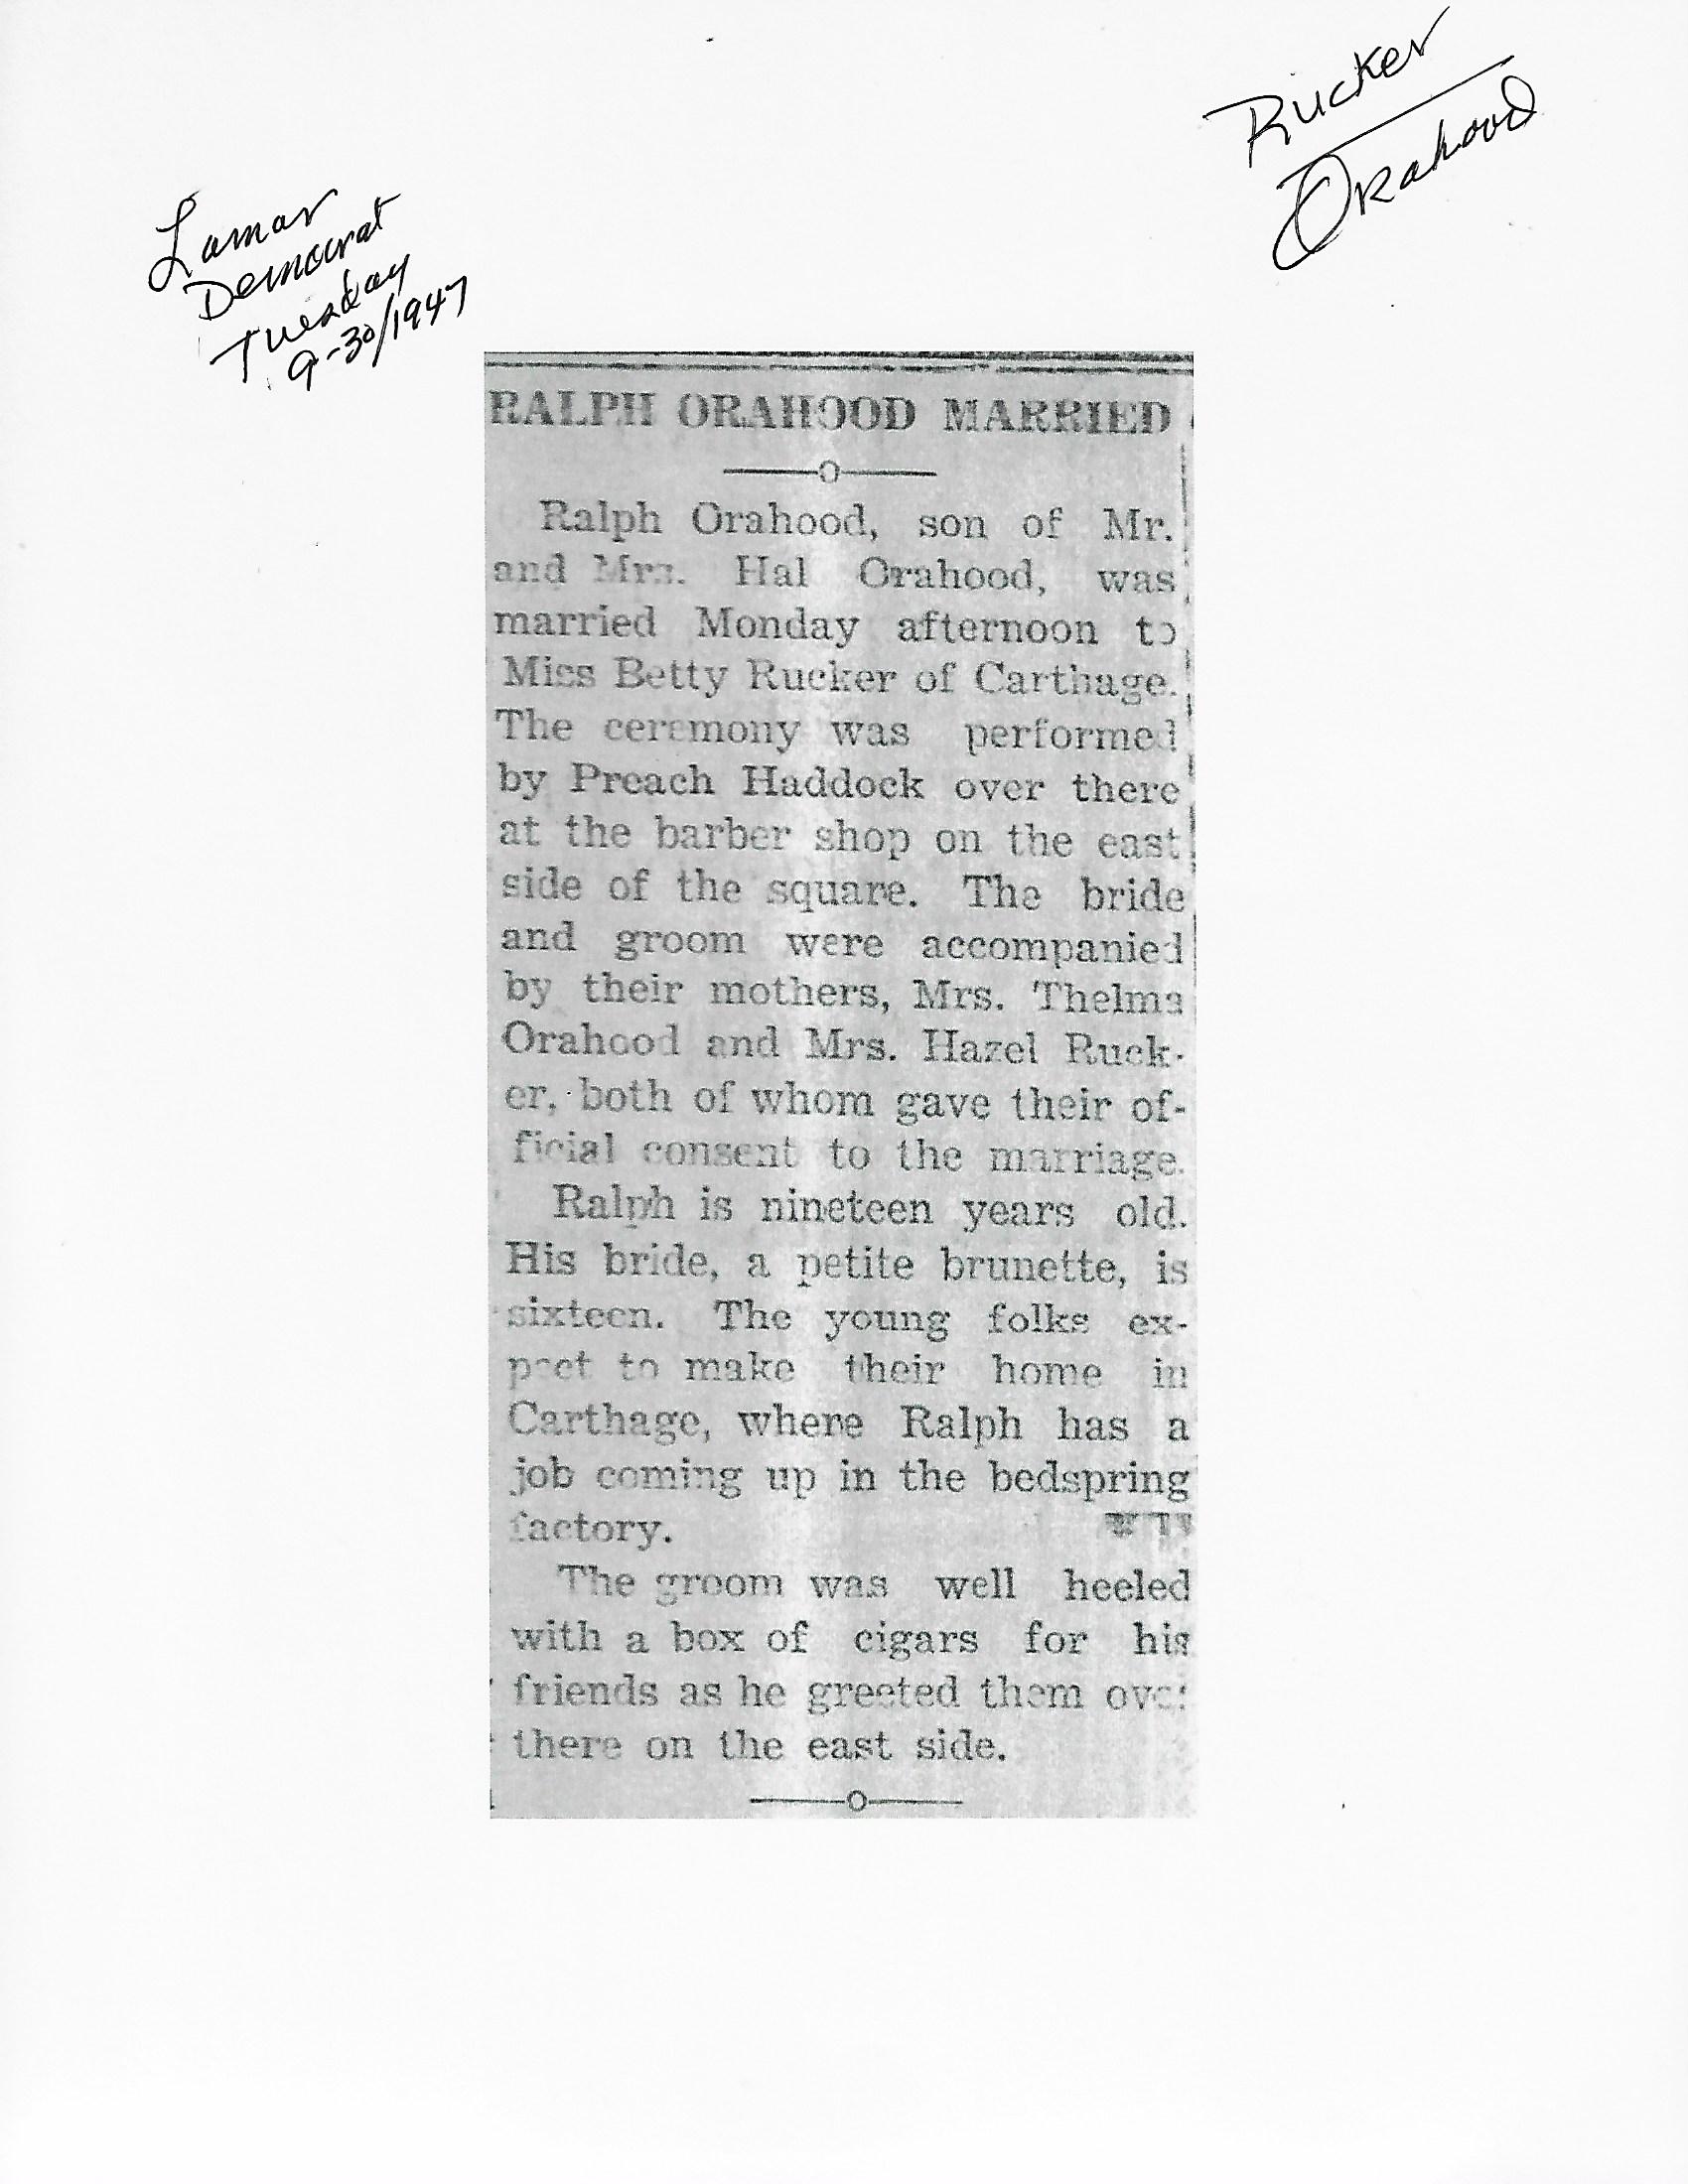 Rucker
Orahood
Lamar
Democrat
Tuesday
9-30/1947
RALPH ORAHOOD MARRIED
Ralph Orahood, son of Mr.
and Mrs. Hal Orahood, was
married Monday afternoon to
Miss Betty Rucker of Carthage.
The ceremony was performed
by Preach Haddock over there
at the barber shop on the east
side of the square. The bride
and groom were accompanied
by their mothers, Mrs. Thelma
Orahood and Mrs. Hazel Ruck-
er, both of whom gave their of-
ficial consent to the marriage.
Ralph is nineteen years old.
His bride, a petite brunette, is
sixteen. The young folks ex-
pect to make their home in
Carthage, where Ralph has a
job coming up in the bedspring
factory.
The groom was well heeled
with a box of cigars for his
friends as he greeted them over
there on the east side.